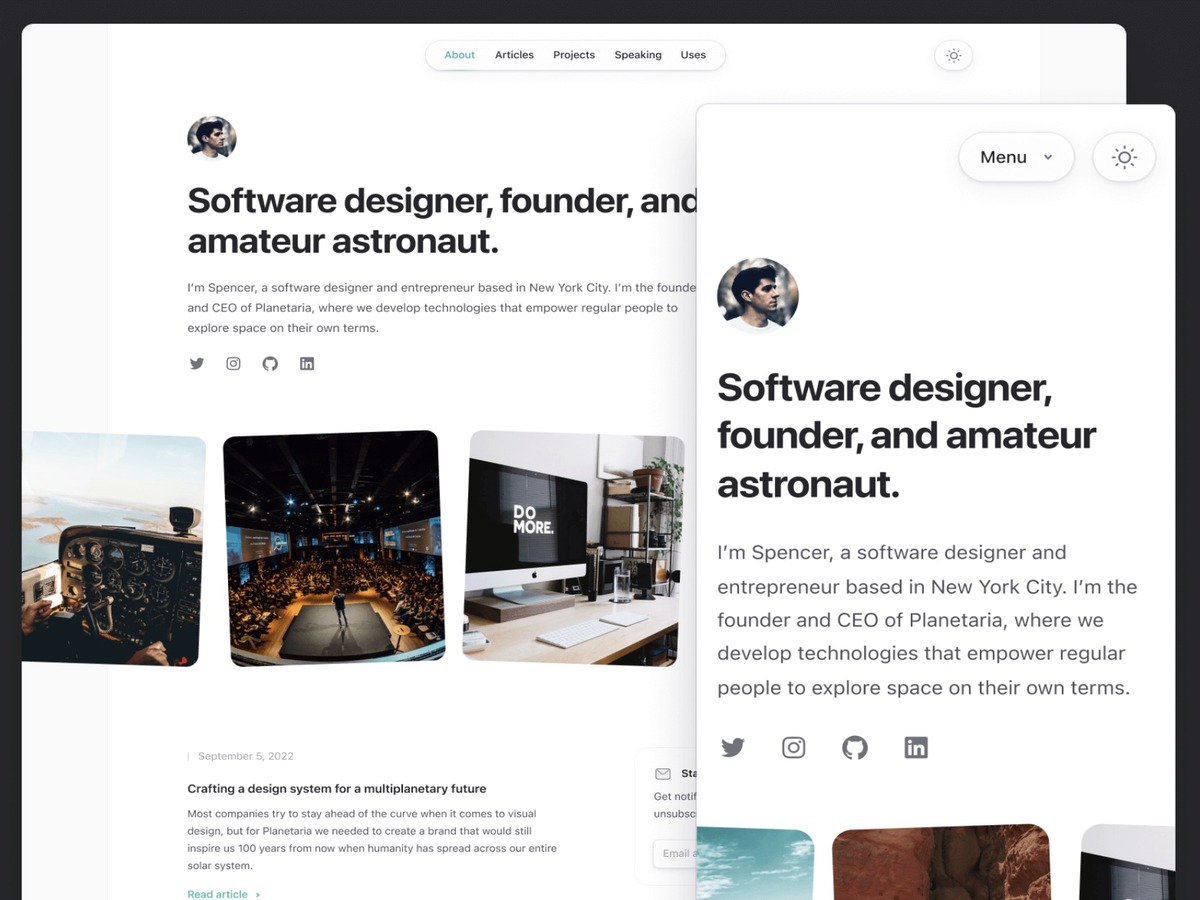 About Articles Projects Speaking Uses
Software designer, founder, and
amateur astronaut.
I’m Spencer, a software designer and entrepreneur based in New York City. I’m the founde
and CEO of Planetaria, where we develop technologies that empower regular people to
explore space on their own terms.
DO
MORE.
September 5, 2022
Crafting a design system for a multiplanetary future
Most companies try to stay ahead of the curve when it comes to visual
design, but for Planetaria we needed to create a brand that would still
inspire us 100 years from now when humanity has spread across our entire
solar system.
Read article
Sta
Get notif
unsubsc
Email a
Menu
Software designer,
founder, and amateur
astronaut.
I’m Spencer, a software designer and
entrepreneur based in New York City. I’m the
founder and CEO of Planetaria, where we
develop technologies that empower regular
people to explore space on their own terms.